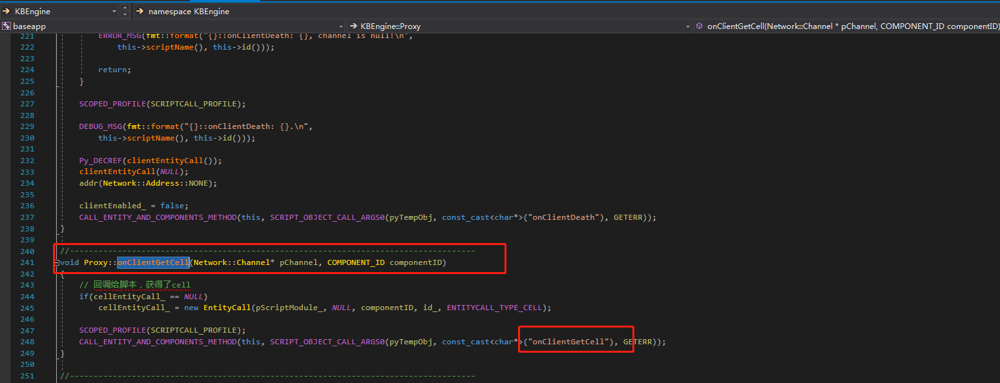 KBEngine namespace KBEngine
baseapp KBEngine::Proxy onClientGetCell(Network::Channel * pChannel, COMPONENT_ID componentID)
221 ERROR_MSG(fmt::format("{}::onClientDeath: {}, channel is null!\n",
222 this->scriptName(), this->id()));
223
224 return;
225 }
226
227 SCOPED_PROFILE(SCRIPTCALL_PROFILE);
228
229 DEBUG_MSG(fmt::format("{}::onClientDeath: {}.\n",
230 this->scriptName(), this->id()));
231
232 Py_DECREF(clientEntityCall());
233 clientEntityCall(NULL);
234 addr(Network::Address::NONE);
235
236 clientEnabled_ = false;
237 CALL_ENTITY_AND_COMPONENTS_METHOD(this, SCRIPT_OBJECT_CALL_ARGS0(pyTempObj, const_cast<char*>("onClientDeath"), GETERR));
238 }
239
240 //-------------------------------------------------------------------------------------
241 void Proxy::onClientGetCell(Network::Channel* pChannel, COMPONENT_ID componentID)
242 {
243 // 回调给脚本，获得了cell
244 if(cellEntityCall_ == NULL)
245 cellEntityCall_ = new EntityCall(pScriptModule_, NULL, componentID, id_, ENTITYCALL_TYPE_CELL);
246
247 SCOPED_PROFILE(SCRIPTCALL_PROFILE);
248 CALL_ENTITY_AND_COMPONENTS_METHOD(this, SCRIPT_OBJECT_CALL_ARGS0(pyTempObj, const_cast<char*>("onClientGetCell"), GETERR));
249 }
250
251 //-------------------------------------------------------------------------------------